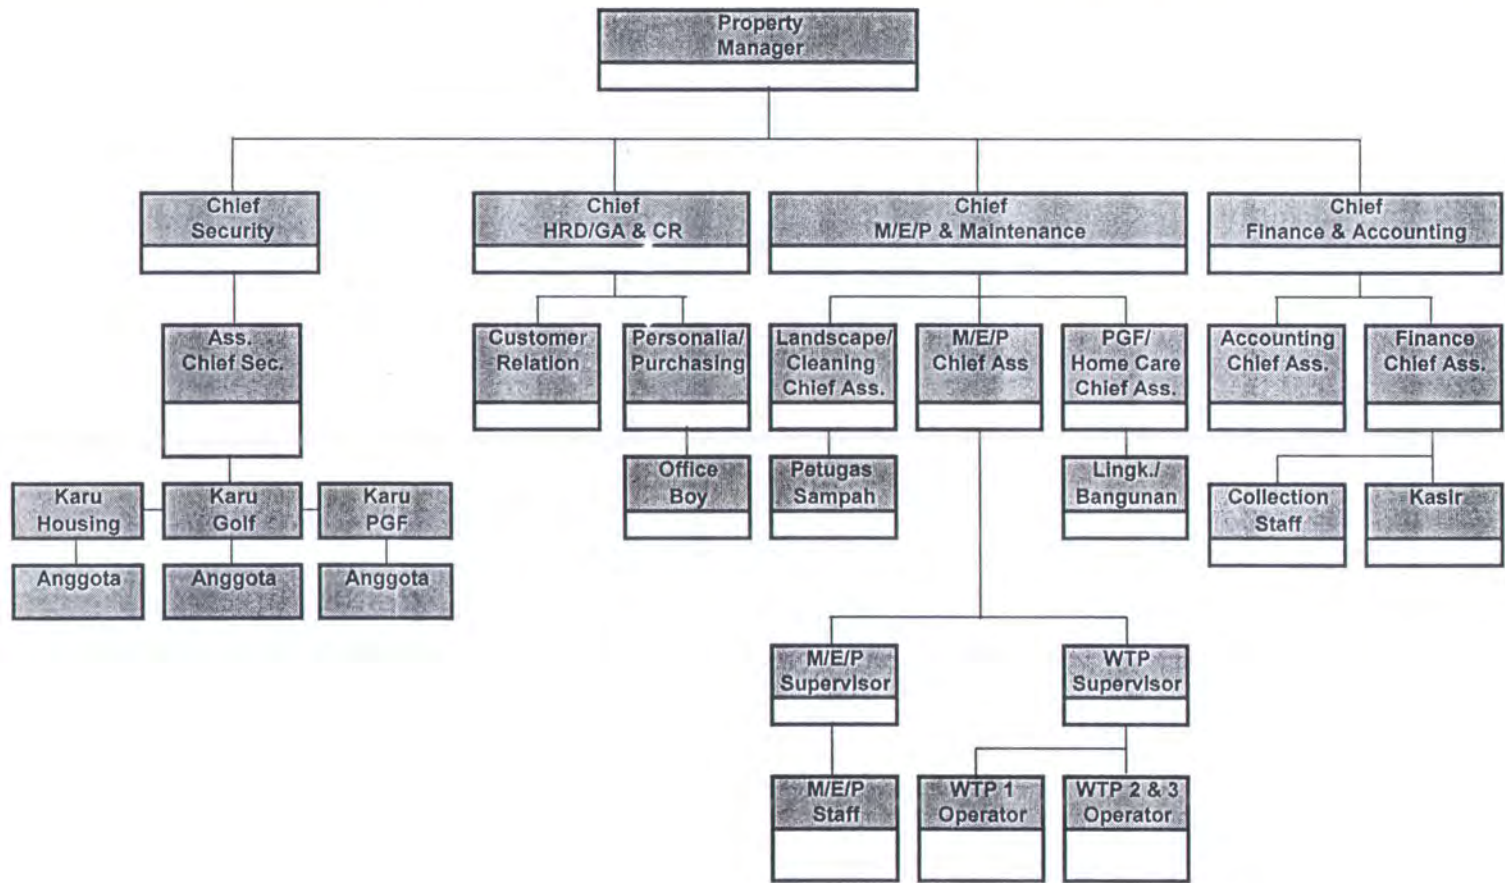 Property
Manager
Chief
Security
Chief
HRD/GA & CR
Chief
M/E/P & Maintenance
Chief
Finance & Accounting
Ass.
Chief Sec.
Customer
Relation
Personalia/
Purchasing
Landscape/
Cleaning
Chief Ass.
M/E/P
Chief Ass
PGF/
Home Care
Chief Ass.
Accounting
Chief Ass.
Finance
Chief Ass.
Office
Boy
Petugas
Sampah
Lingk./
Bangunan
Karu
Housing
Karu
Golf
Karu
PGF
Collection
Staff
Kasir
Anggota
Anggota
Anggota
M/E/P
Supervisor
WTP
Supervisor
M/E/P
Staff
WTP 1
Operator
WTP 2 & 3
Operator